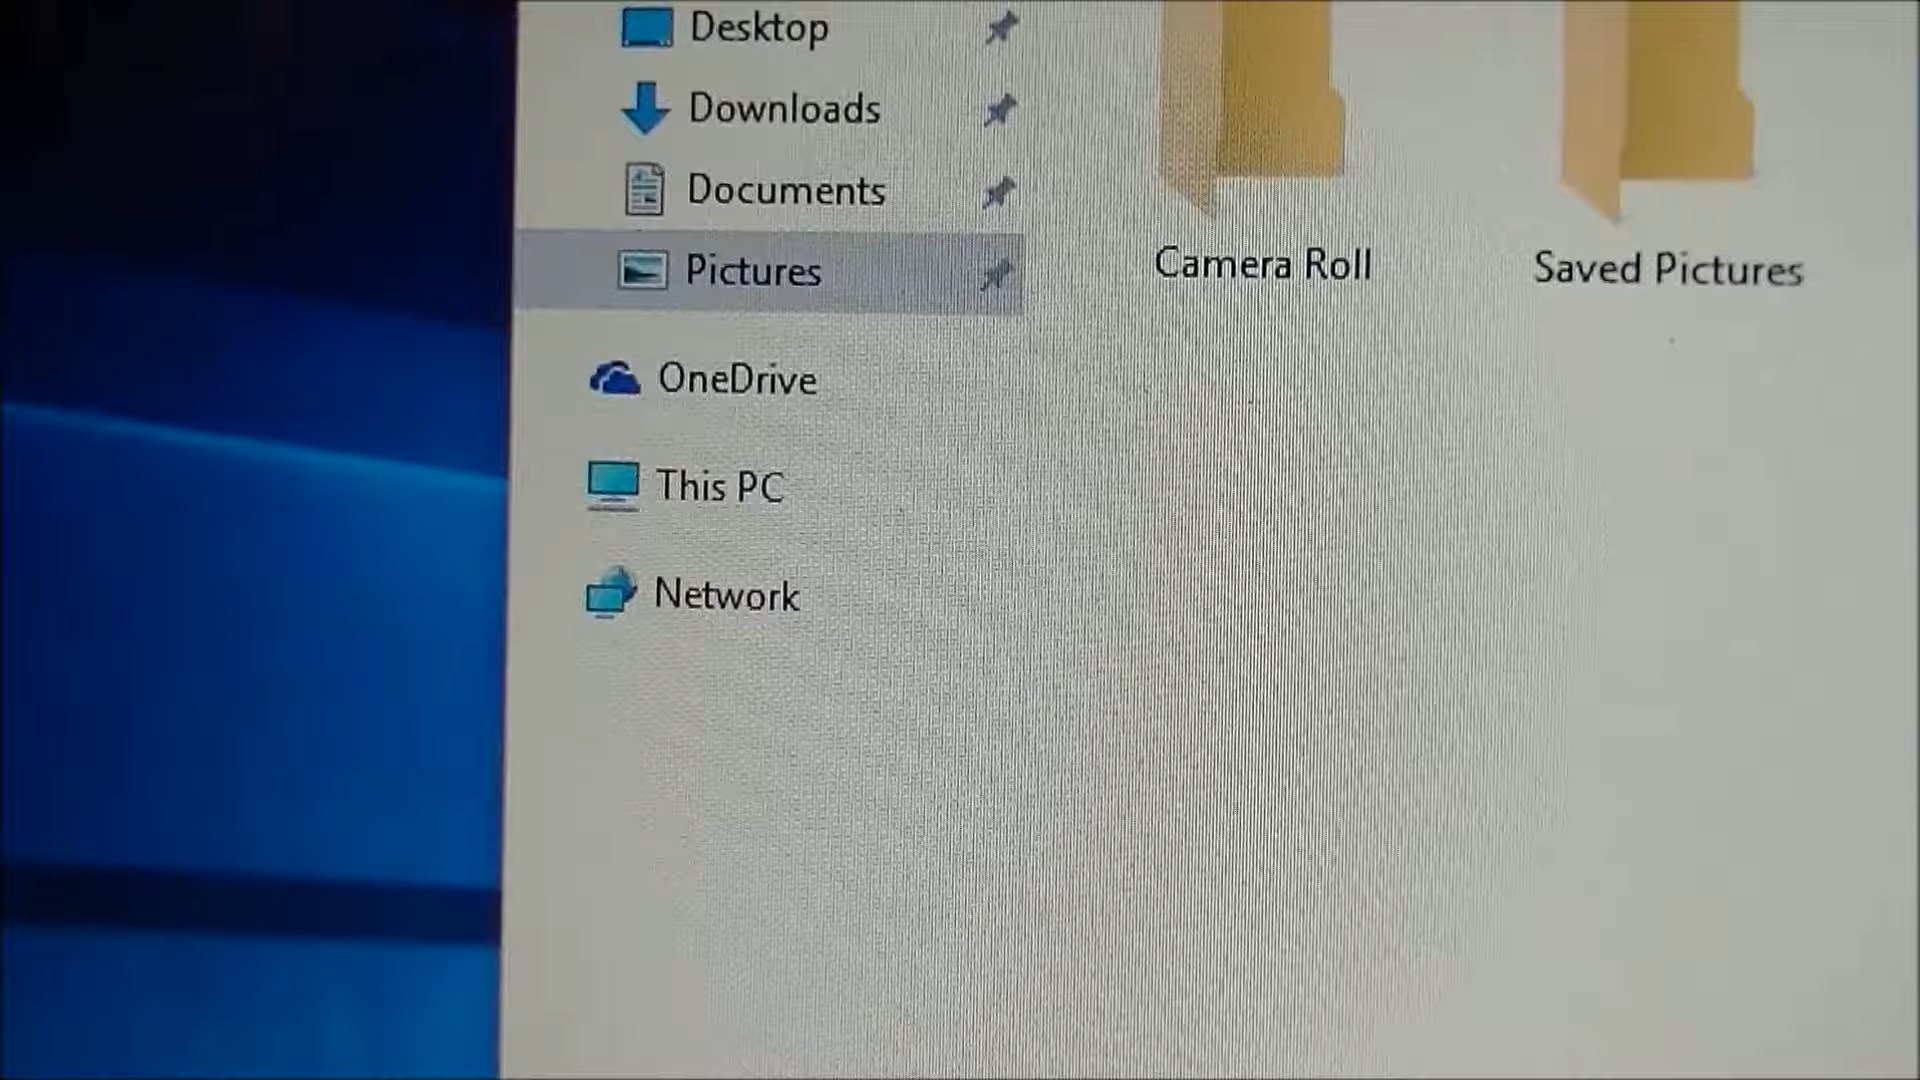 Desktop
Downloads
Documents
Pictures
OneDrive
This PC
Network
Camera Roll
Saved Pictures